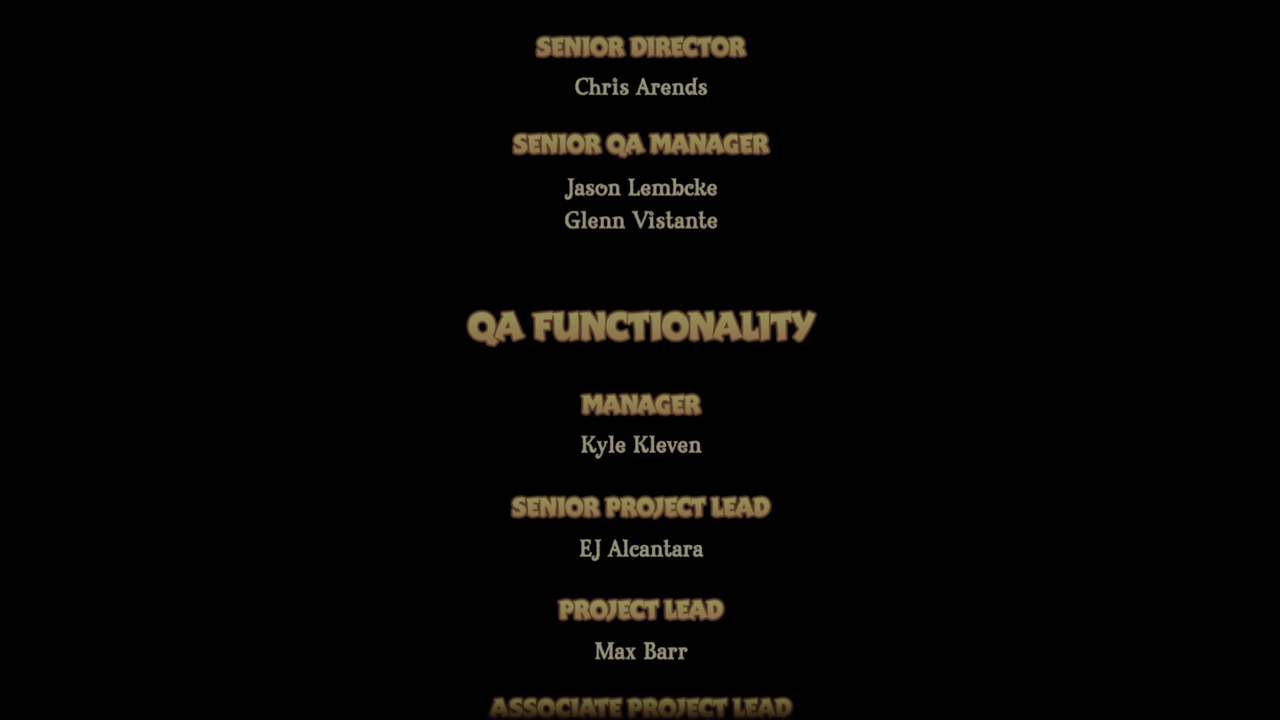 SENIOR DIRECTOR
Chris Arends
SENIOR QA MANAGER
Jason Lembcke
Glenn Vistante
QA FUNCTIONALITY
MANAGER
Kyle Kleven
SENIOR PROJECT LEAD
EJ Alcantara
PROJECT LEAD
Max Barr
ASSOCIATE PROJECT LEAD